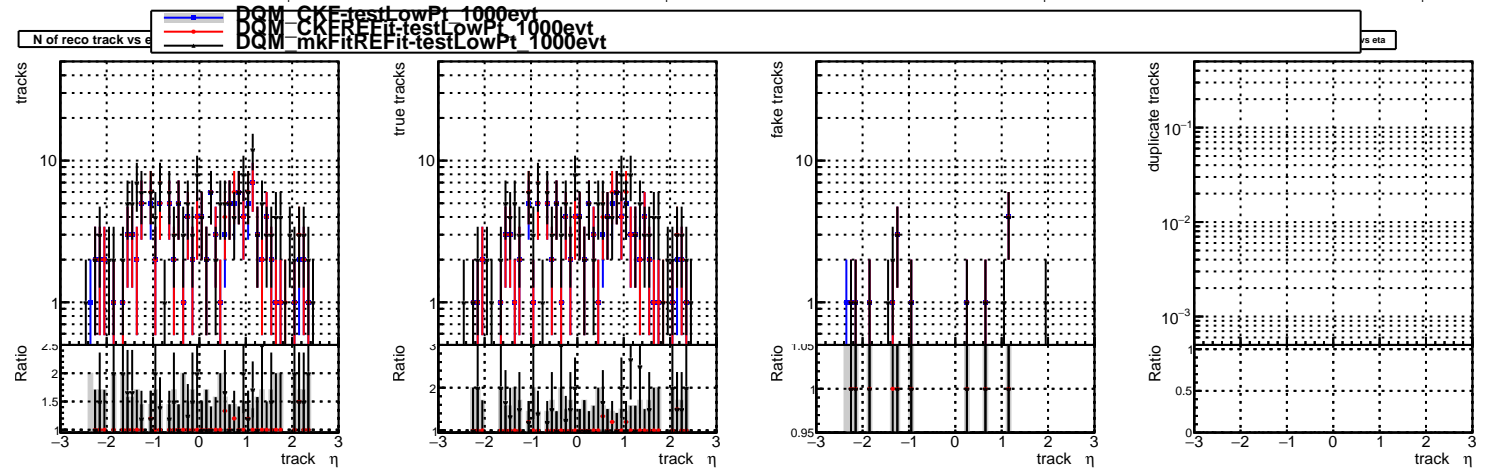 DQM_CKF-testLowPt_1000evt
DQM_CKFREFit-testLowPt_1000evt
DQM_mkFitREFit-testLowPt_1000evt
N of reco track vs e
vs eta
tracks
10
1
Ratio
2.5
2
1.5
1
−3 −2 −1 0 1 2 3
track η
true tracks
10
1
Ratio
3
2
1
−3 −2 −1 0 1 2 3
track η
fake tracks
10
1
Ratio
1.05
1
0.95
−3 −2 −1 0 1 2 3
track η
duplicate tracks
10−1
10−2
10−3
Ratio
1
0.5
0
−3 −2 −1 0 1 2 3
track η